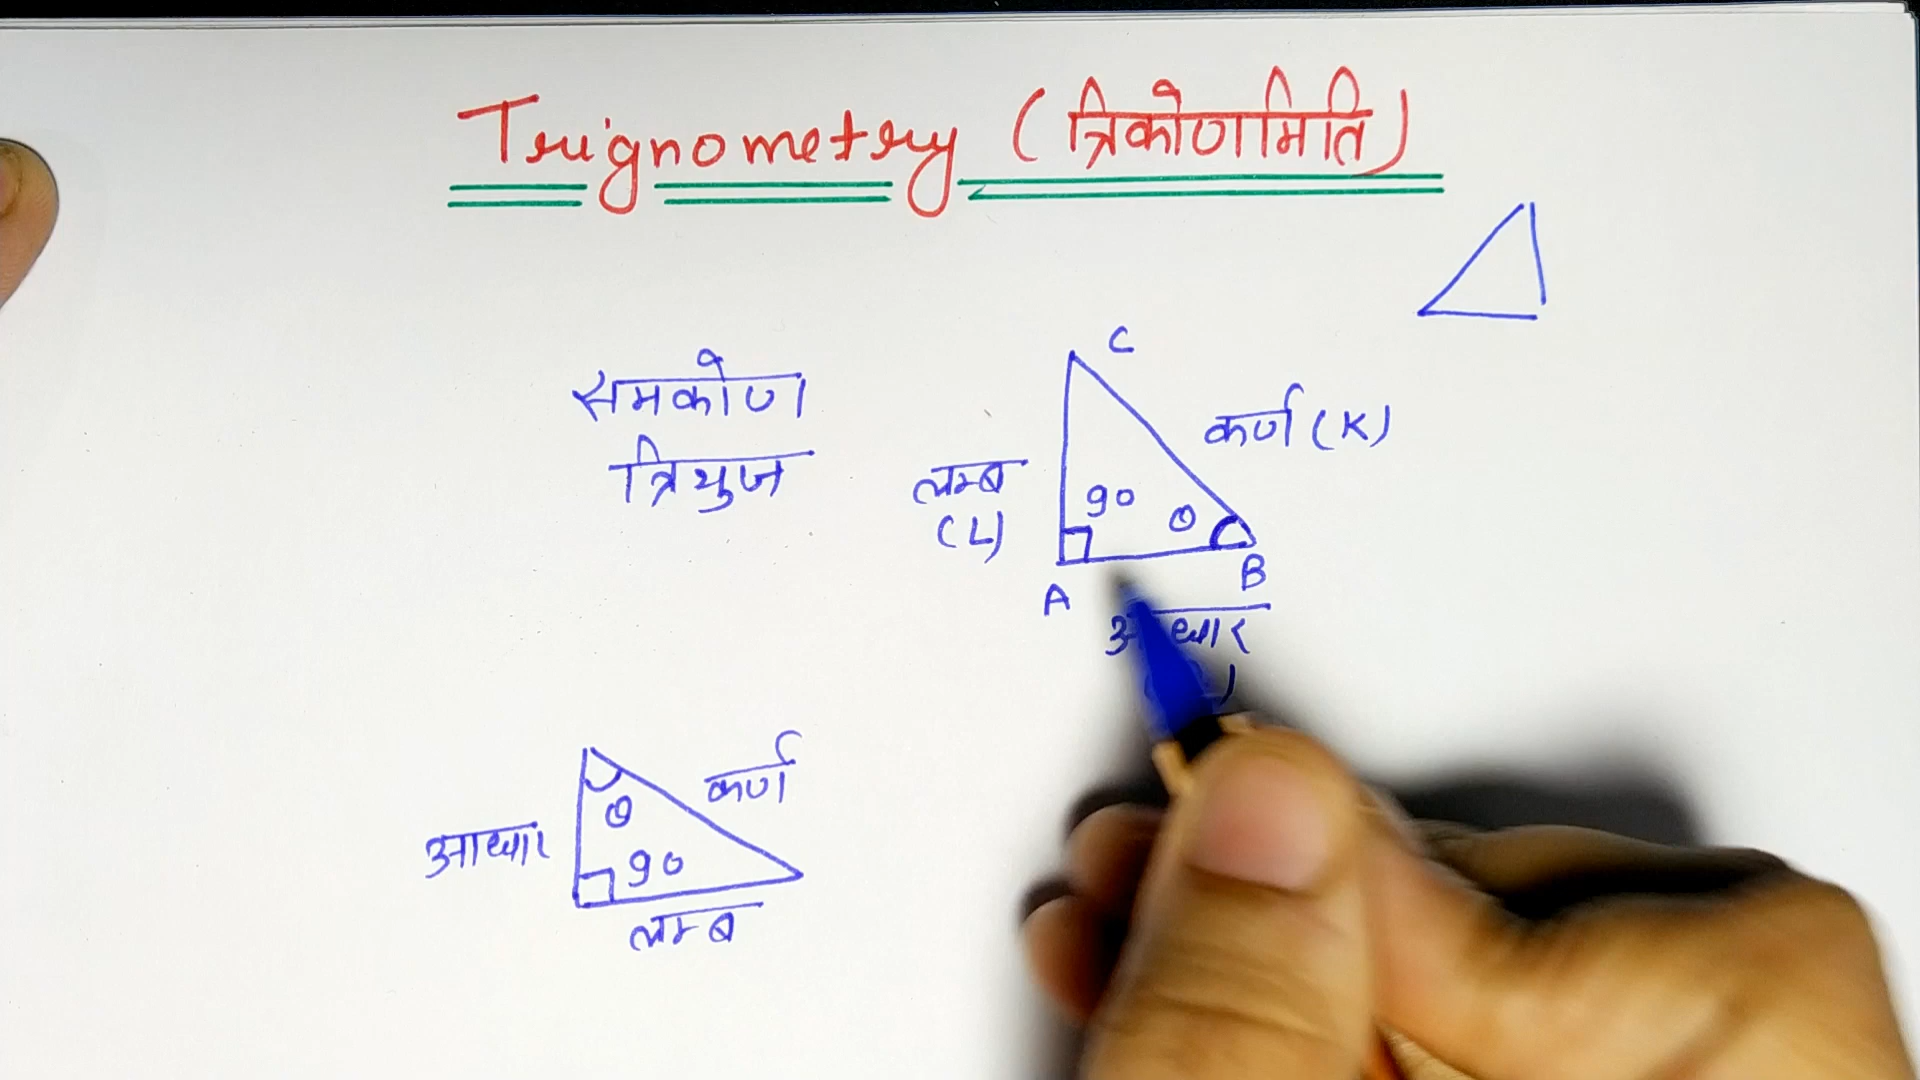 Trignometry (त्रिकोणमिति)
समकोण
त्रिभुज
C
कर्ण (K)
लम्ब
(L)
90 θ
A
B
कर्ण
θ
आधार
90
लम्ब